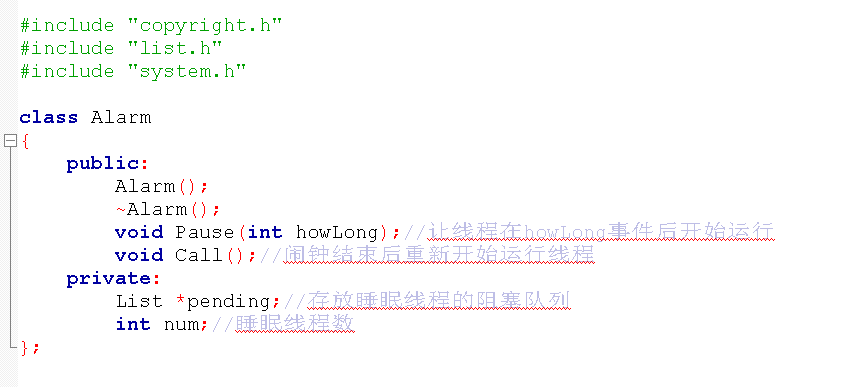 #include "copyright.h"
#include "list.h"
#include "system.h"
class Alarm
{
public:
Alarm();
~Alarm();
void Pause(int howLong);//让线程在howLong事件后开始运行
void Call();//闹钟结束后重新开始运行线程
private:
List *pending;//存放睡眠线程的阻塞队列
int num;//睡眠线程数
};